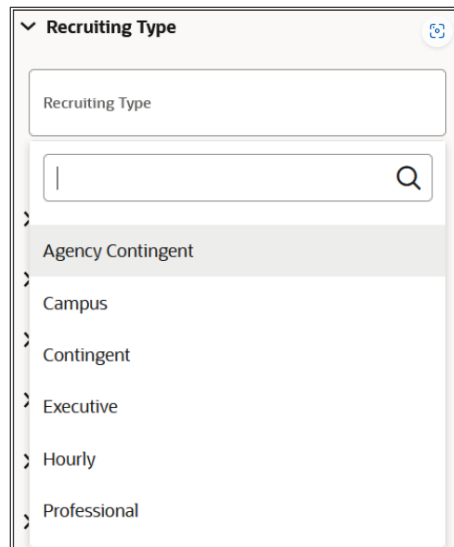 Recruiting Type
Recruiting Type
Agency Contingent
Campus
Contingent
Executive
Hourly
Professional